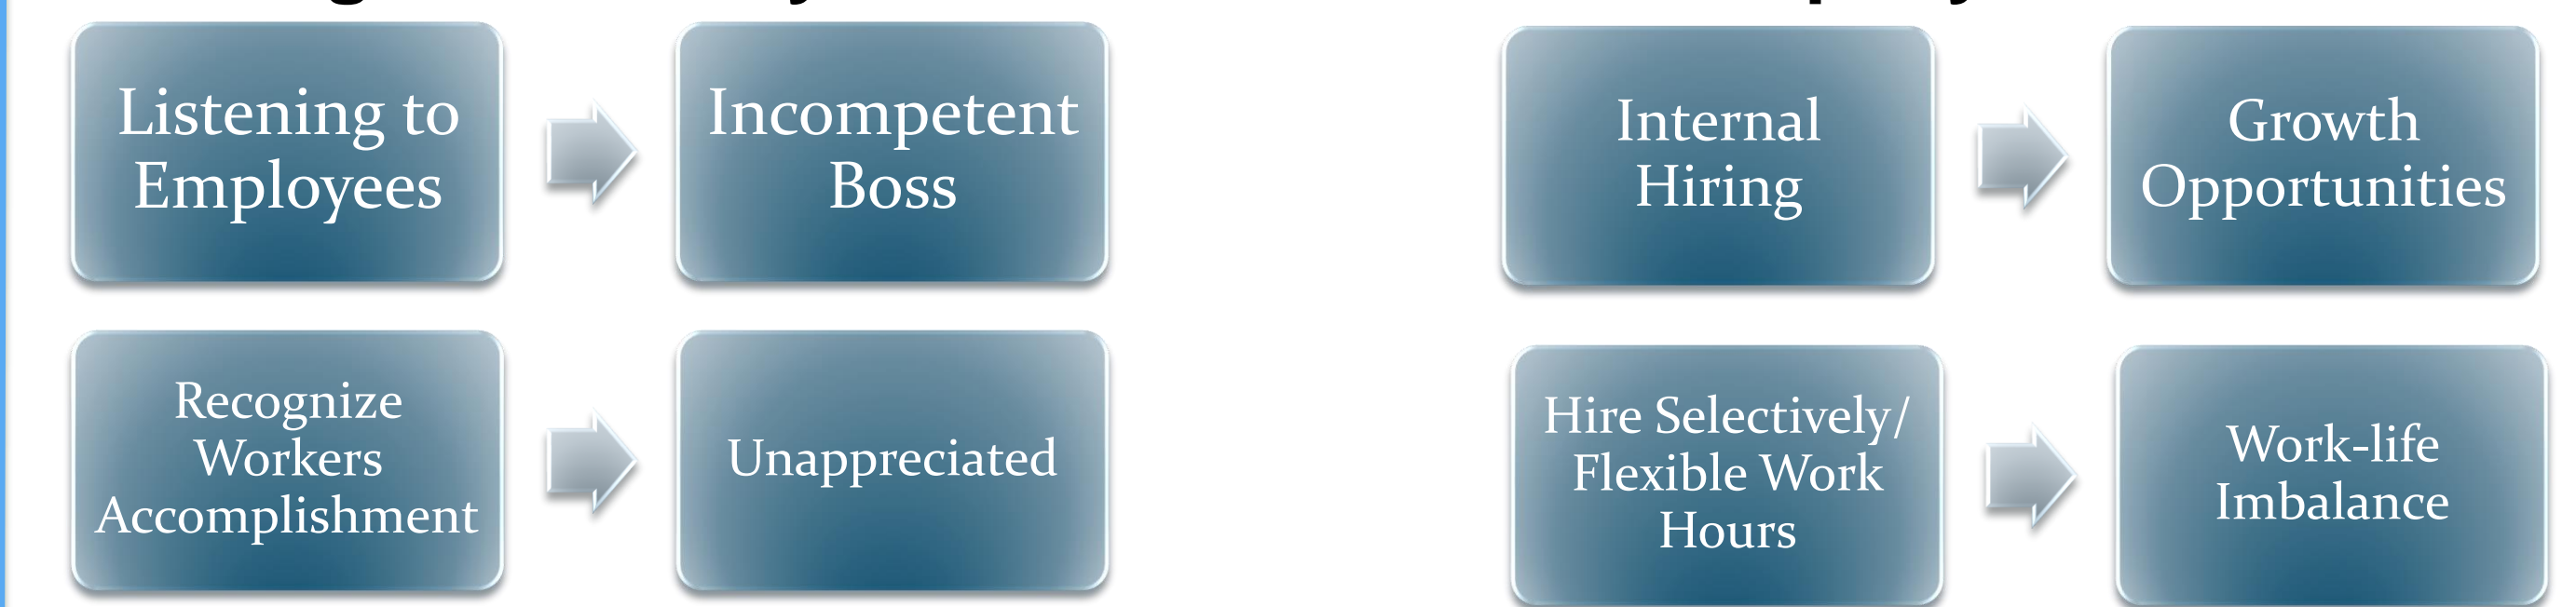 Listening to
Employees
Incompetent
Boss
Internal
Hiring
Growth
Opportunities
Recognize
Workers
Accomplishment
Unappreciated
Hire Selectively/
Flexible Work
Hours
Work-life
Imbalance